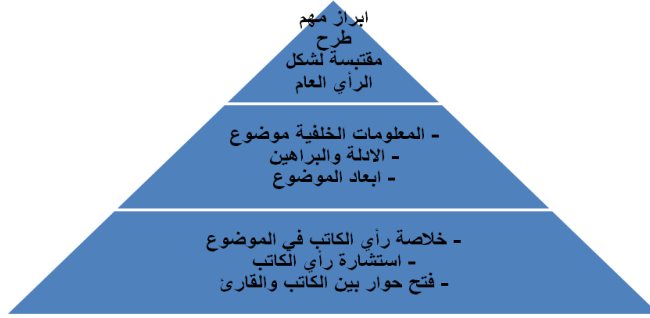 ابراز مهم
طرح
مقتبسة لشكل
الرأي العام
- المعلومات الخلفية موضوع
- الادلة والبراهين
- ابعاد الموضوع
- خلاصة رأي الكاتب في الموضوع
- استشارة رأي الكاتب
- فتح حوار بين الكاتب والقارئ